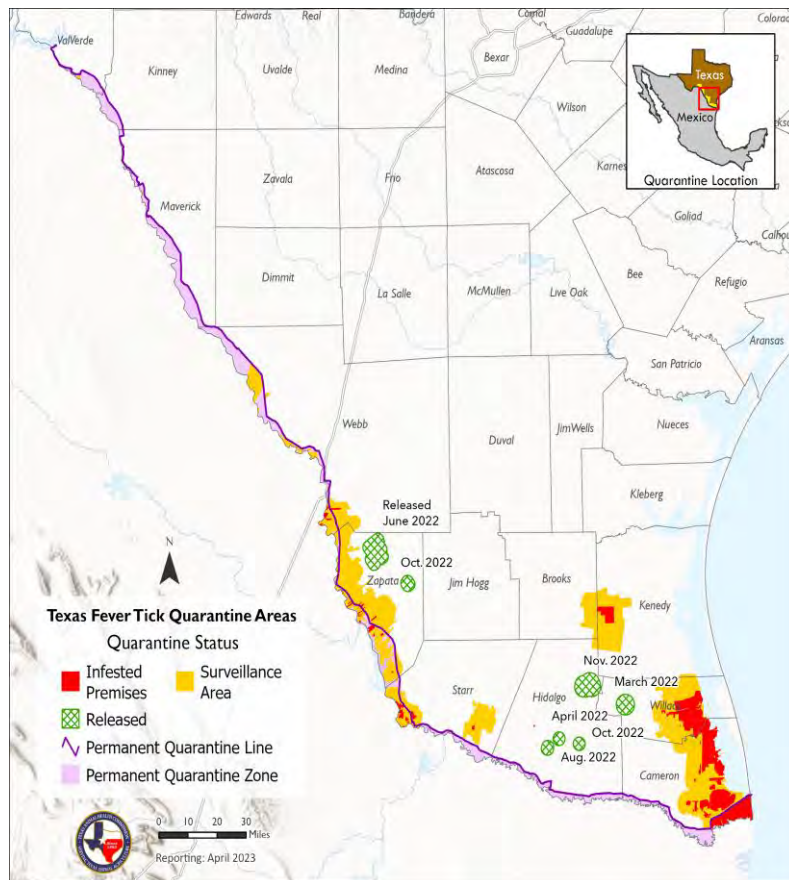 Edwards
Real
Bandera
Comal
Guadalupe
Colorad
ValVerde
Kinney
Uvalde
Medina
Bexar
Wilson
Texas
Mexico
Quarantine Location
Karnes
Zavala
Frio
Atascosa
Maverick
Goliad
Calhou
Dimmit
La Salle
McMullen
Live Oak
Bee
Refugio
Aransas
San Patricio
Webb
Duval
JimWells
Nueces
Kleberg
Released
June 2022
Oct. 2022
Zapata
Jim Hogg
Brooks
Kenedy
N
Texas Fever Tick Quarantine Areas
Quarantine Status
Infested
Premises
Surveillance
Area
Released
Permanent Quarantine Line
Permanent Quarantine Zone
Nov. 2022
March 2022
Starr
Hidalgo
April 2022
Oct. 2022
Aug. 2022
Cameron
0 10 20 30
Miles
Reporting: April 2023